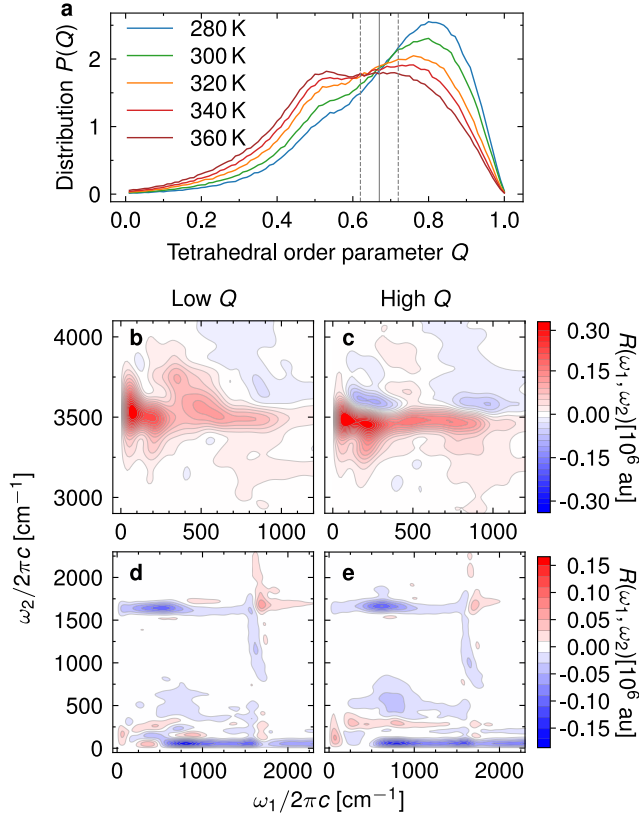 a
Distribution P(Q)
2
1
0
280 K
300 K
320 K
340 K
360 K
0.0 0.2 0.4 0.6 0.8 1.0
Tetrahedral order parameter Q
Low Q High Q
b c
4000
3500
3000
0 500 1000 0 500 1000
0.30
0.15
0.00
-0.15
-0.30
R(ω₁, ω₂)[10⁶ au]
ω₂/2πc [cm⁻¹]
d e
2000
1500
1000
500
0
0 1000 2000 0 1000 2000
0.15
0.10
0.05
0.00
-0.05
-0.10
-0.15
R(ω₁, ω₂)[10⁶ au]
ω₁/2πc [cm⁻¹]